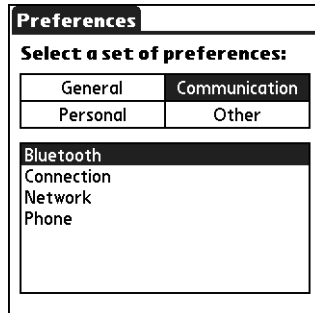 Preferences
Select a set of preferences:
General Communication
Personal Other
Bluetooth
Connection
Network
Phone